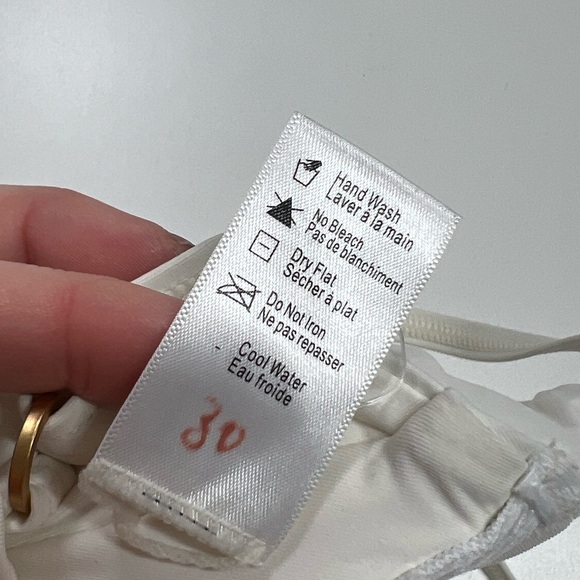 Hand Wash
Laver à la main
No Bleach
Pas de blanchiment
Dry Flat
Sécher à plat
Do Not Iron
Ne pas repasser
- Cool Water
Eau froide
30